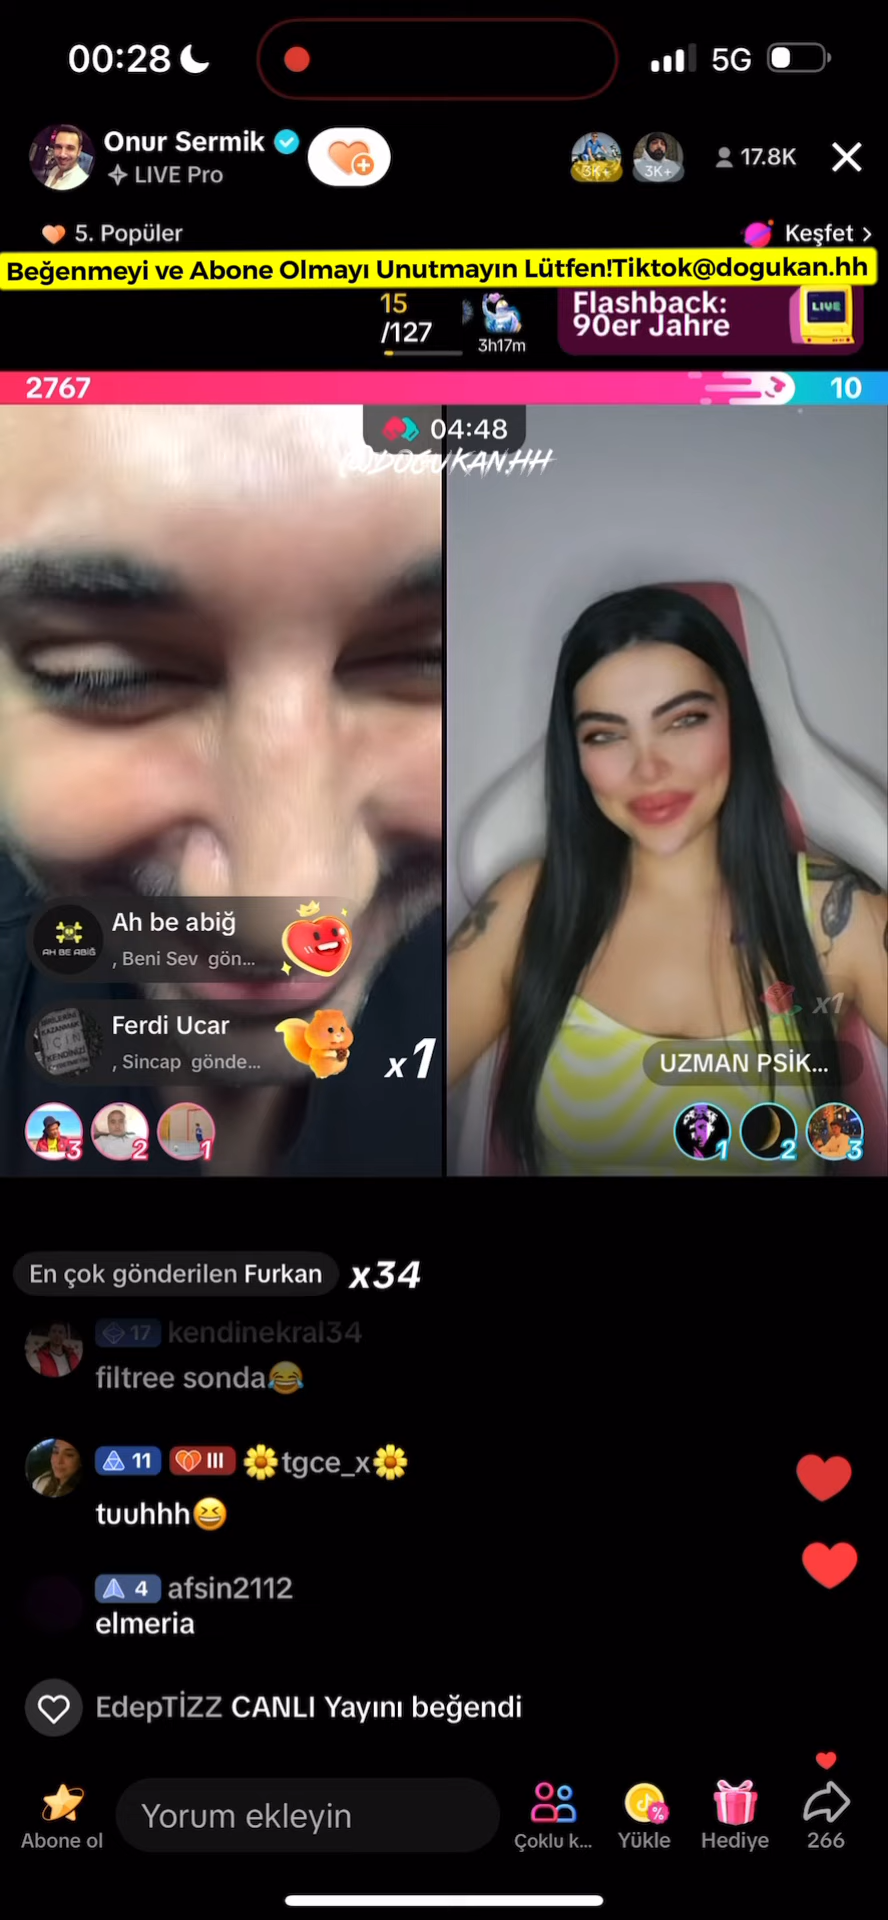 00:28
5G
Onur Sermik
LIVE Pro
3K+
3K+
17.8K
5. Popüler
Keşfet
Beğenmeyi ve Abone Olmayı Unutmayın Lütfen!Tiktok@dogukan.hh
15
/127
3h17m
Flashback:
90er Jahre
LIVE
2767
10
04:48
@DOGUKAN.HH
Ah be abiğ
AH BE ABİĞ
, Beni Sev gön...
x1
Ferdi Ucar
, Sincap gönde...
x1
UZMAN PSİK...
3
2
1
1
2
3
En çok gönderilen Furkan x34
17 kendinekral34
filtree sonda😂
11 III 🌼tgce_x🌼
tuuhhh😆
4 afsin2112
elmeria
EdepTİZZ CANLI Yayını beğendi
Abone ol
Yorum ekleyin
Çoklu k...
Yükle
Hediye
266